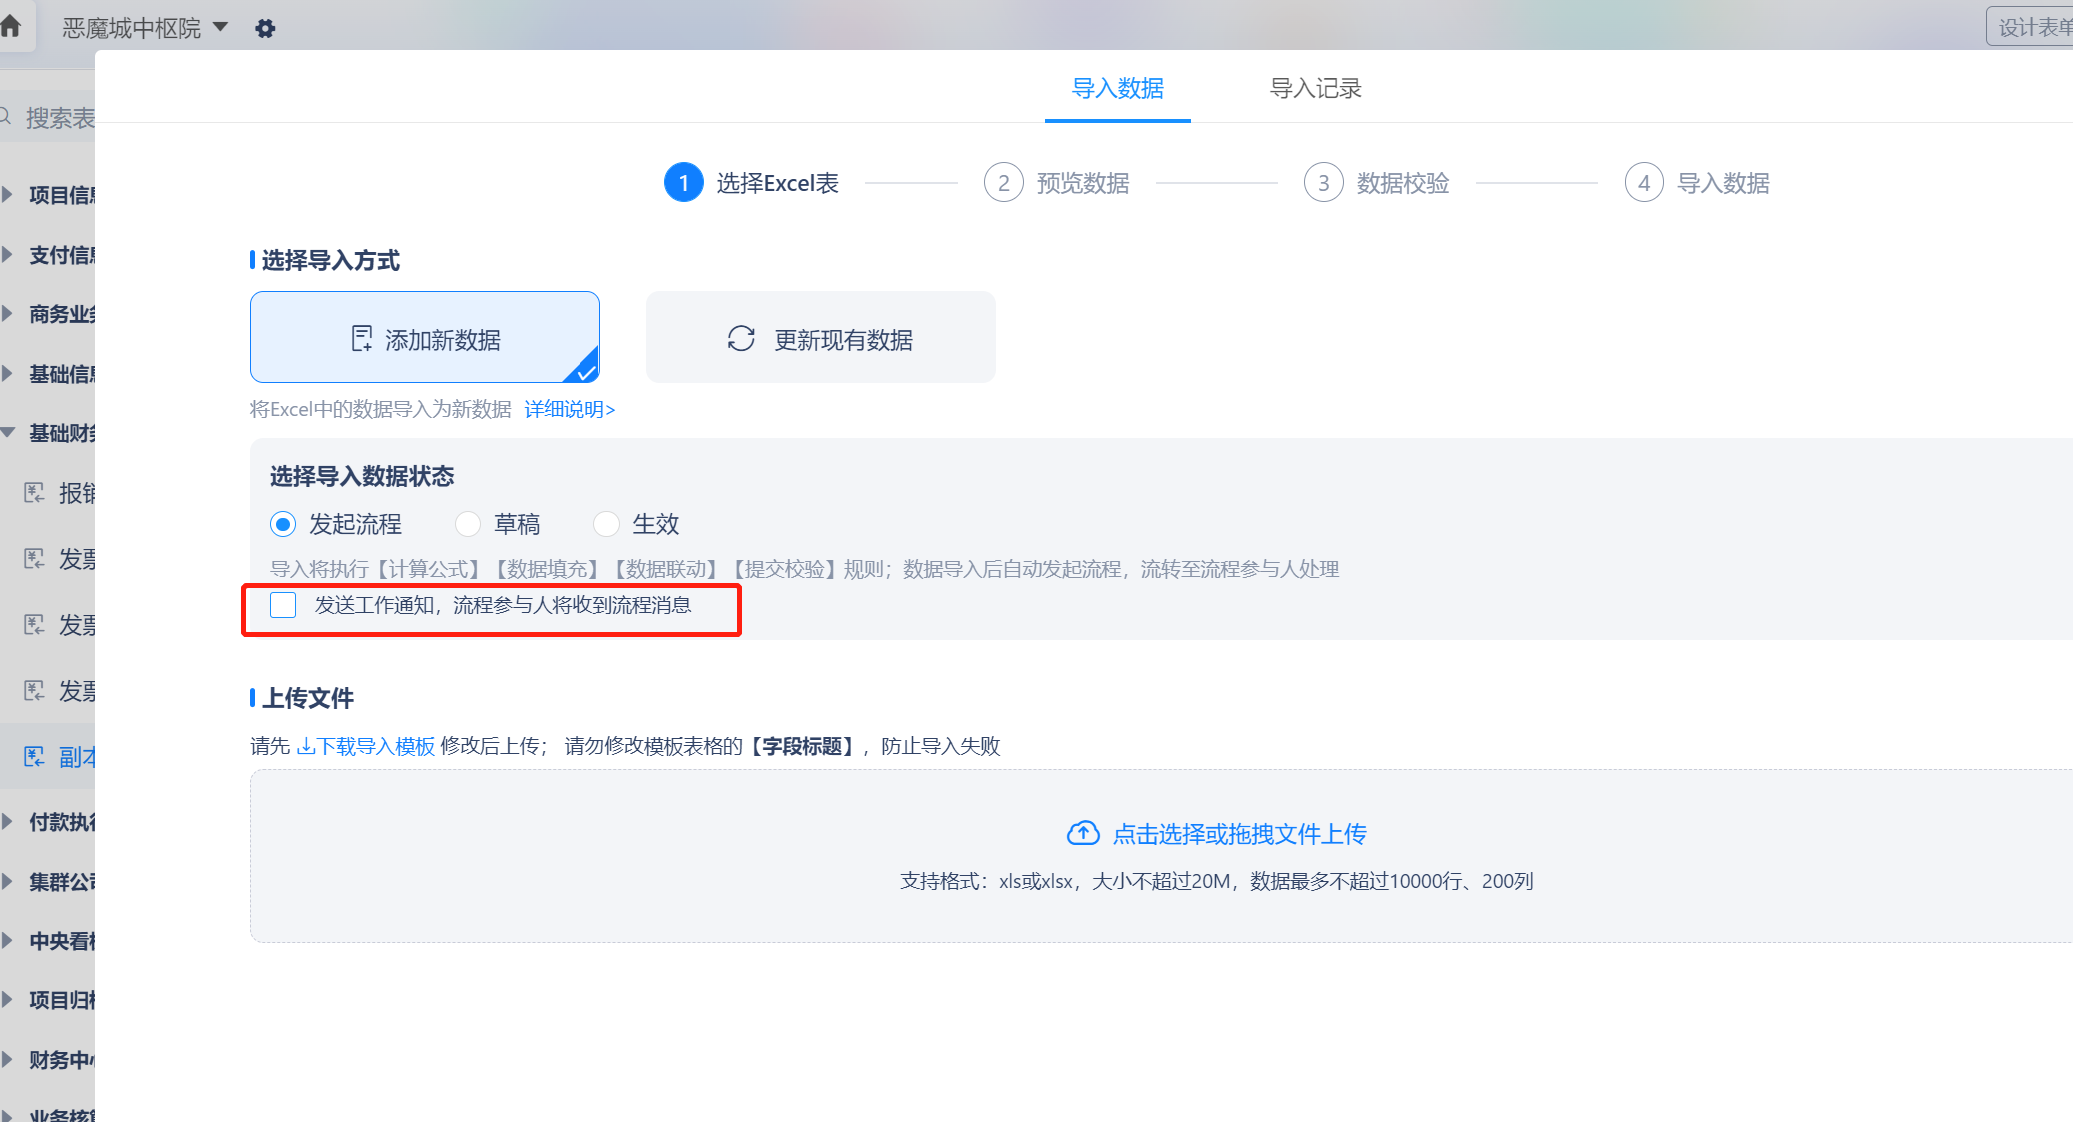 恶魔城中枢院
设计表单
导入数据
导入记录
搜索表
1 选择Excel表
2 预览数据
3 数据校验
4 导入数据
项目信息
支付信息
商务业务
基础信息
基础财务
报销
发票
发票
发票
副本
付款执行
集群公司
中央看板
项目归档
财务中心
业务核算
选择导入方式
添加新数据
更新现有数据
将Excel中的数据导入为新数据 详细说明>
选择导入数据状态
发起流程
草稿
生效
导入将执行【计算公式】【数据填充】【数据联动】【提交校验】规则；数据导入后自动发起流程，流转至流程参与人处理
发送工作通知，流程参与人将收到流程消息
上传文件
请先 下载导入模板 修改后上传； 请勿修改模板表格的【字段标题】，防止导入失败
点击选择或拖拽文件上传
支持格式：xls或xlsx，大小不超过20M，数据最多不超过10000行、200列